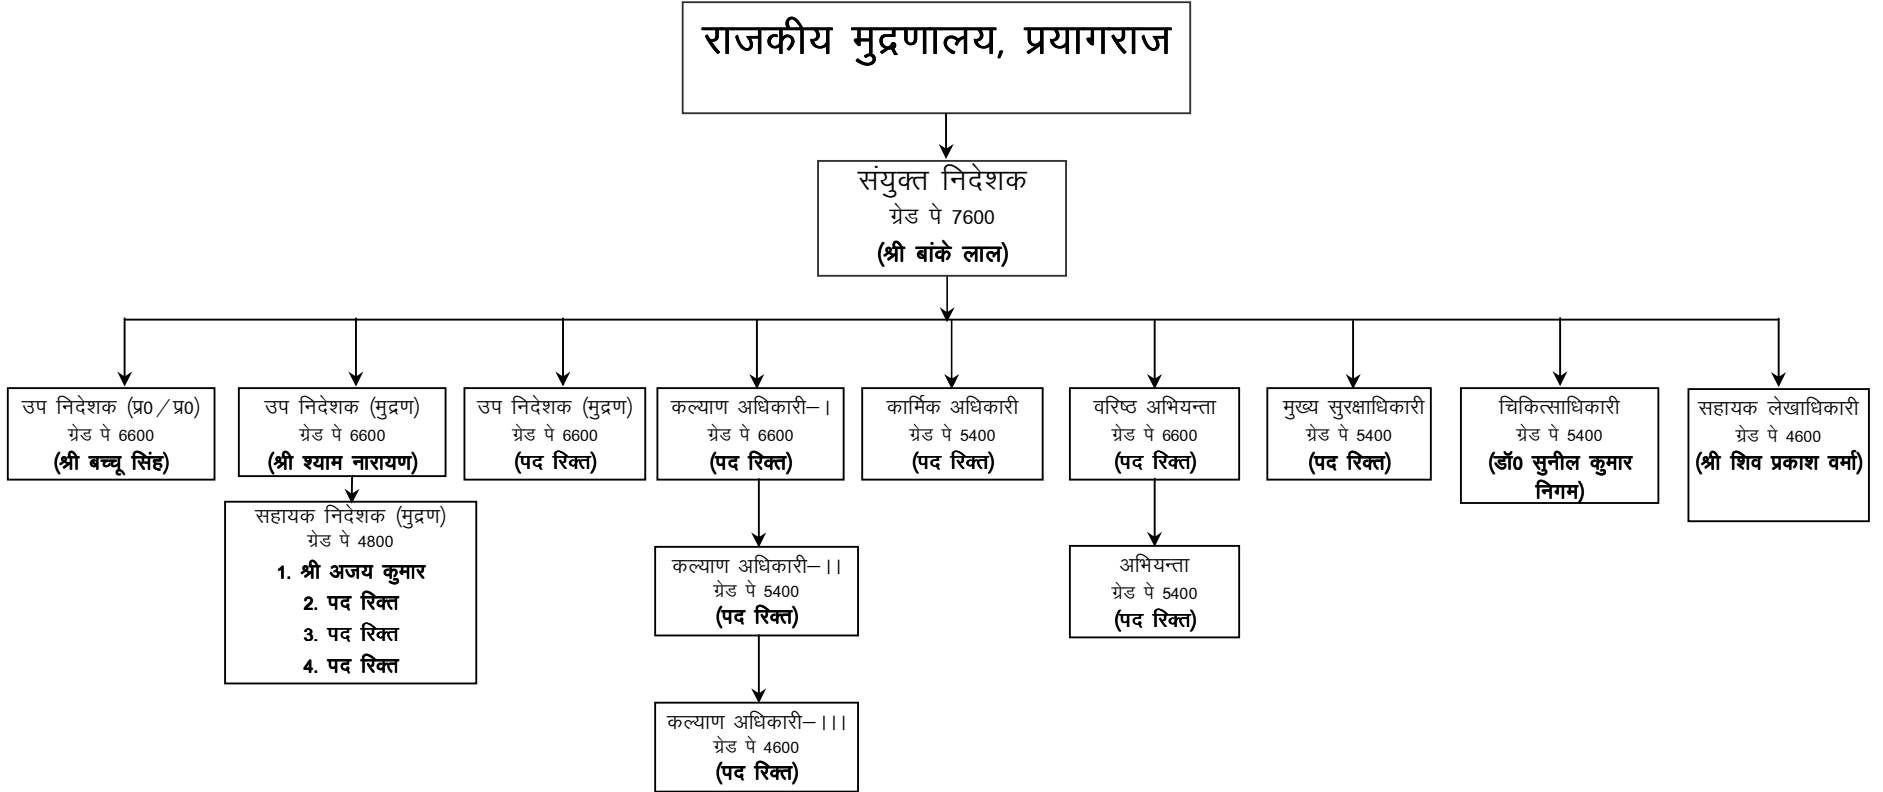 राजकीय मुद्रणालय, प्रयागराज
संयुक्त निदेशक
ग्रेड पे 7600
(श्री बांके लाल)
उप निदेशक (प्र0/प्र0)
ग्रेड पे 6600
(श्री बच्चू सिंह)
उप निदेशक (मुद्रण)
ग्रेड पे 6600
(श्री श्याम नारायण)
उप निदेशक (मुद्रण)
ग्रेड पे 6600
(पद रिक्त)
कल्याण अधिकारी–।
ग्रेड पे 6600
(पद रिक्त)
कार्मिक अधिकारी
ग्रेड पे 5400
(पद रिक्त)
वरिष्ठ अभियन्ता
ग्रेड पे 6600
(पद रिक्त)
मुख्य सुरक्षाधिकारी
ग्रेड पे 5400
(पद रिक्त)
चिकित्साधिकारी
ग्रेड पे 5400
(डॉ0 सुनील कुमार
निगम)
सहायक लेखाधिकारी
ग्रेड पे 4600
(श्री शिव प्रकाश वर्मा)
सहायक निदेशक (मुद्रण)
ग्रेड पे 4800
1. श्री अजय कुमार
2. पद रिक्त
3. पद रिक्त
4. पद रिक्त
कल्याण अधिकारी–।।
ग्रेड पे 5400
(पद रिक्त)
अभियन्ता
ग्रेड पे 5400
(पद रिक्त)
कल्याण अधिकारी–।।।
ग्रेड पे 4600
(पद रिक्त)